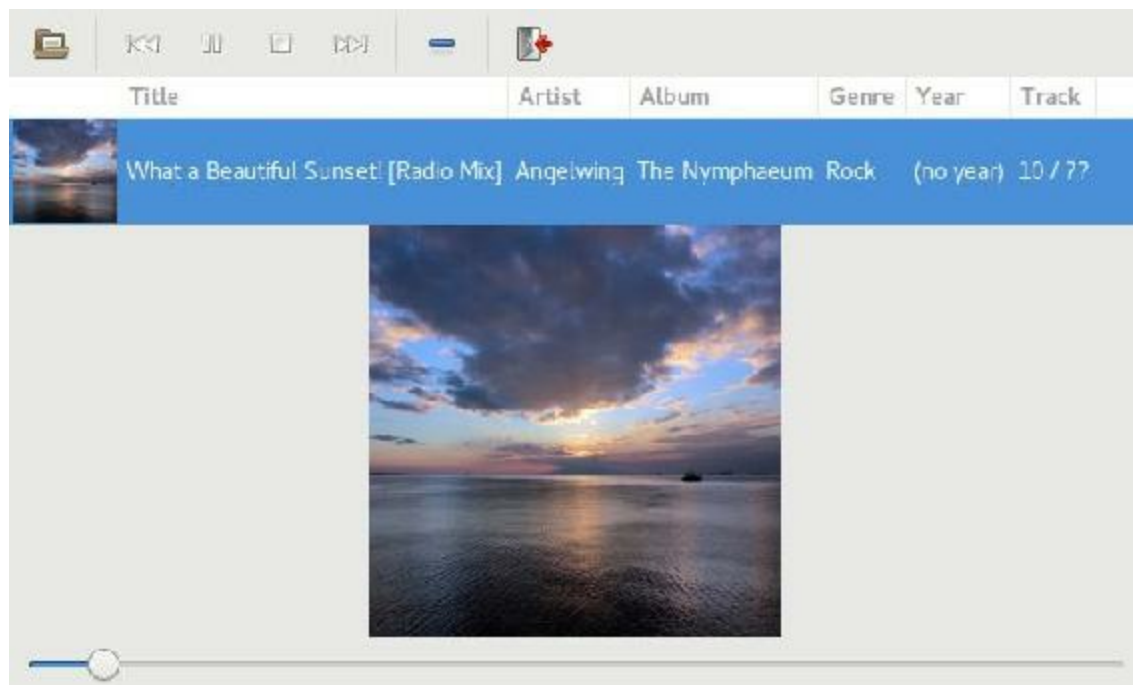 Title Artist Album Genre Year Track
What a Beautiful Sunset! [Radio Mix] Angelwing The Nymphaeum Rock (no year) 10 / ??